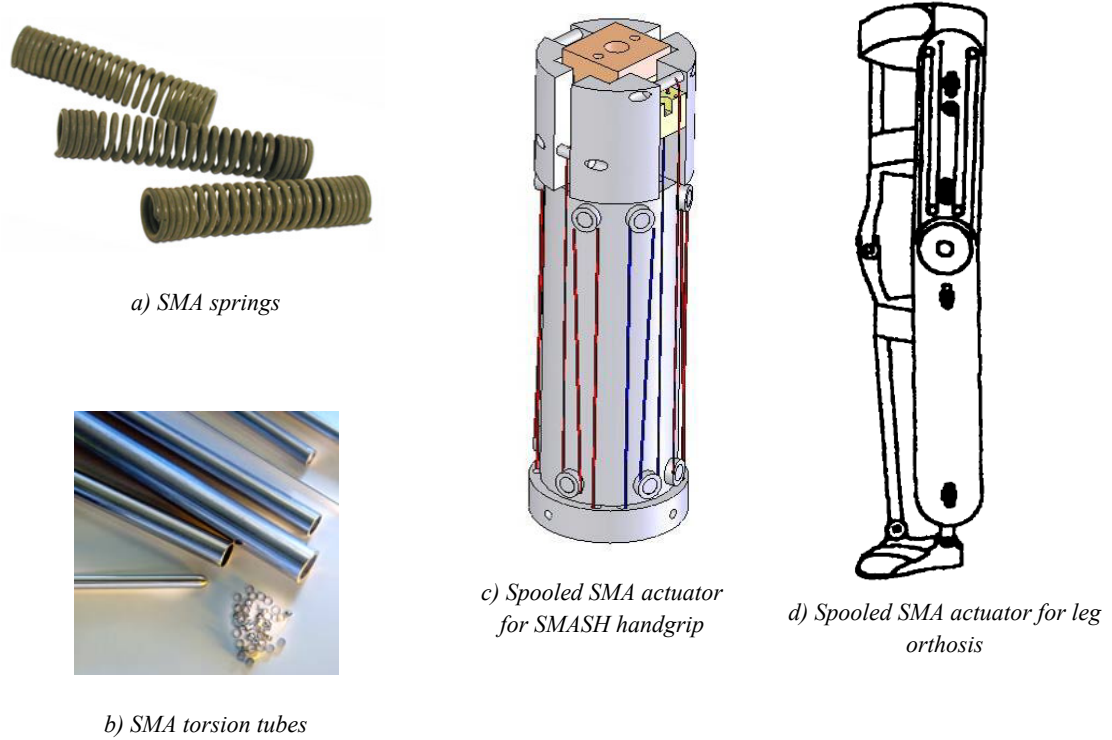 a) SMA springs
b) SMA torsion tubes
c) Spooled SMA actuator
for SMASH handgrip
d) Spooled SMA actuator for leg
orthosis